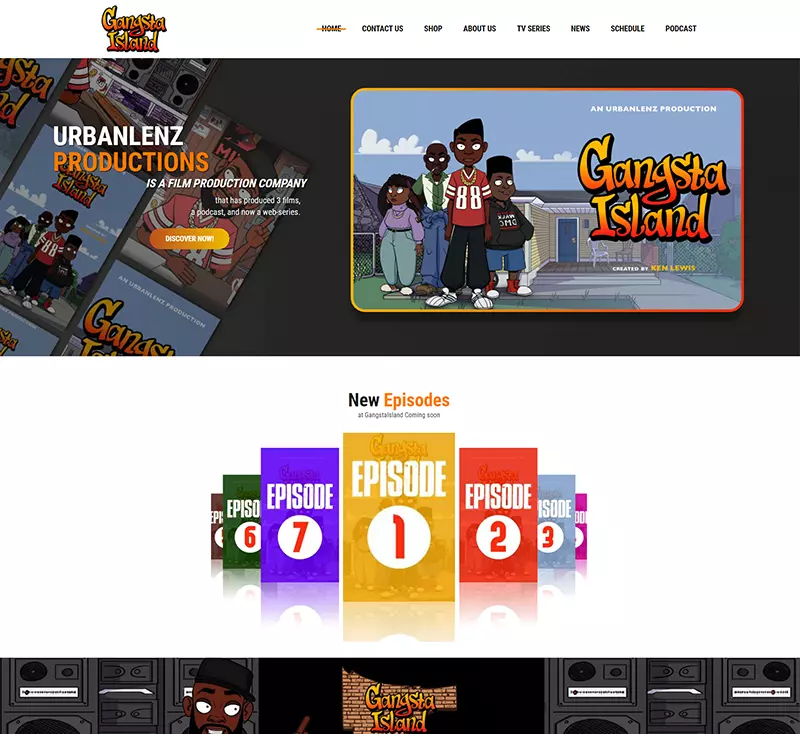 Gangsta
Island
HOME CONTACT US SHOP ABOUT US TV SERIES NEWS SCHEDULE PODCAST
URBANLENZ
PRODUCTIONS
IS A FILM PRODUCTION COMPANY
that has produced 3 films,
a podcast, and now a web-series.
DISCOVER NOW!
AN URBANLENZ PRODUCTION
Gangsta
Island
88
CREATED BY KEN LEWIS
Island
88
AN URBANLENZ PRODUCTION
Gangsta
New Episodes
at GangstaIsland Coming soon
EPISODE
6
EPISODE
7
Gangsta
EPISODE
1
EPISODE
2
3
Gangsta
Island